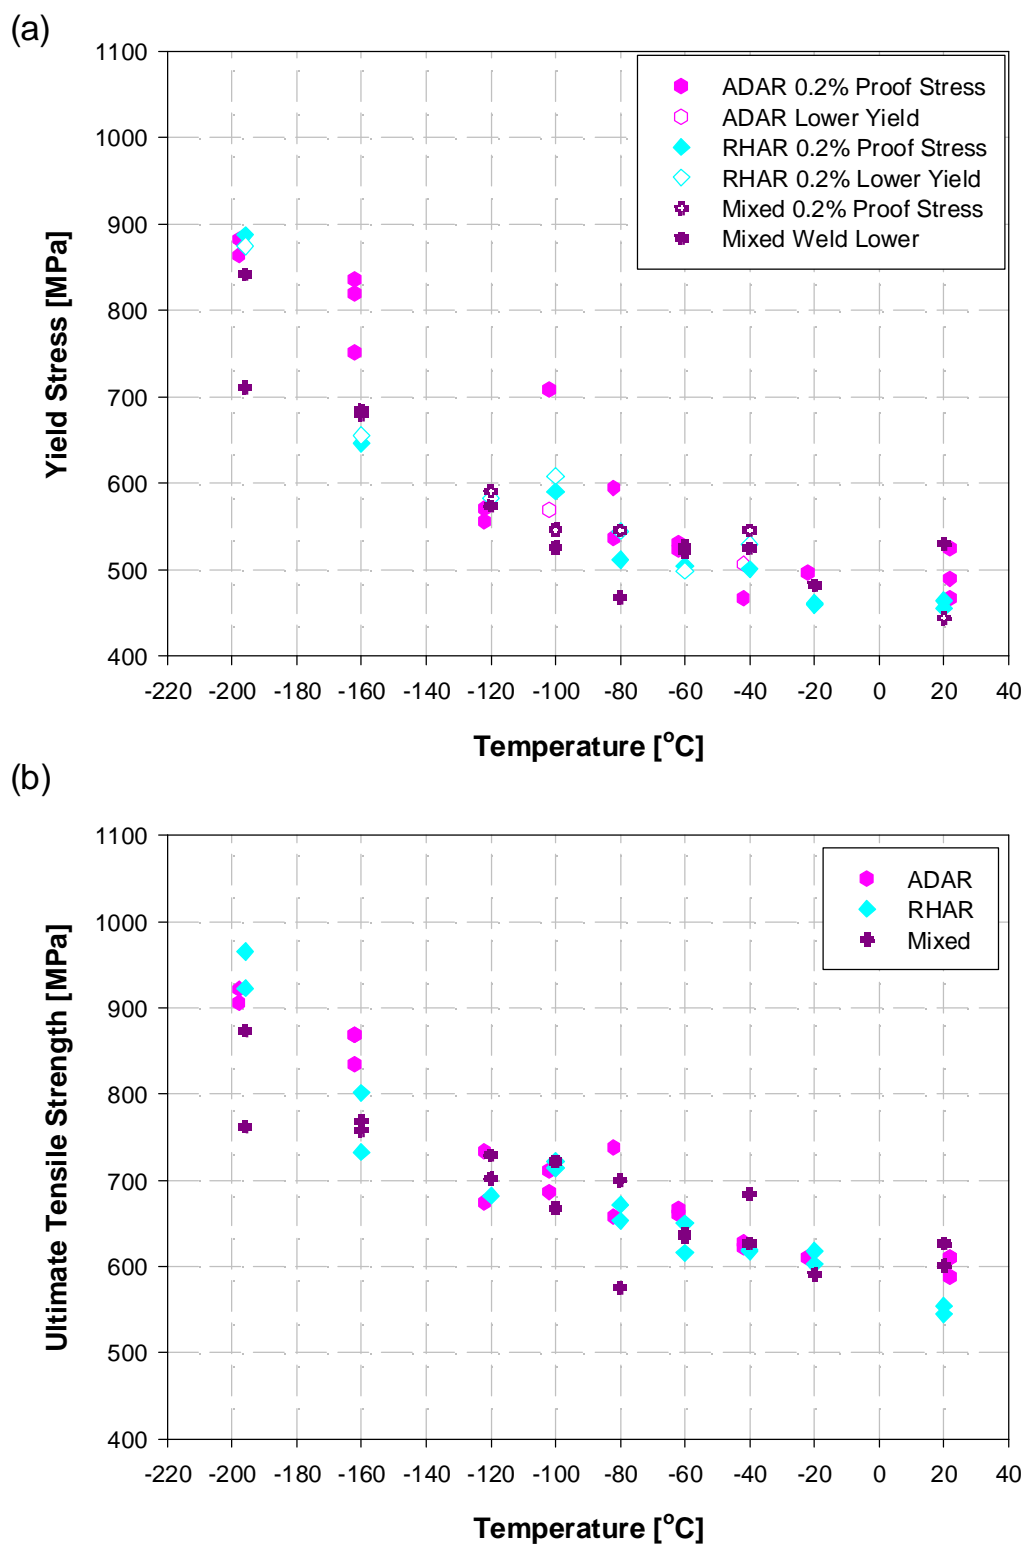 (a)
1100
1000
900
800
700
600
500
400
Yield Stress [MPa]
ADAR 0.2% Proof Stress
ADAR Lower Yield
RHAR 0.2% Proof Stress
RHAR 0.2% Lower Yield
Mixed 0.2% Proof Stress
Mixed Weld Lower
-220 -200 -180 -160 -140 -120 -100 -80 -60 -40 -20 0 20 40
Temperature [°C]
(b)
1100
1000
900
800
700
600
500
400
Ultimate Tensile Strength [MPa]
ADAR
RHAR
Mixed
-220 -200 -180 -160 -140 -120 -100 -80 -60 -40 -20 0 20 40
Temperature [°C]